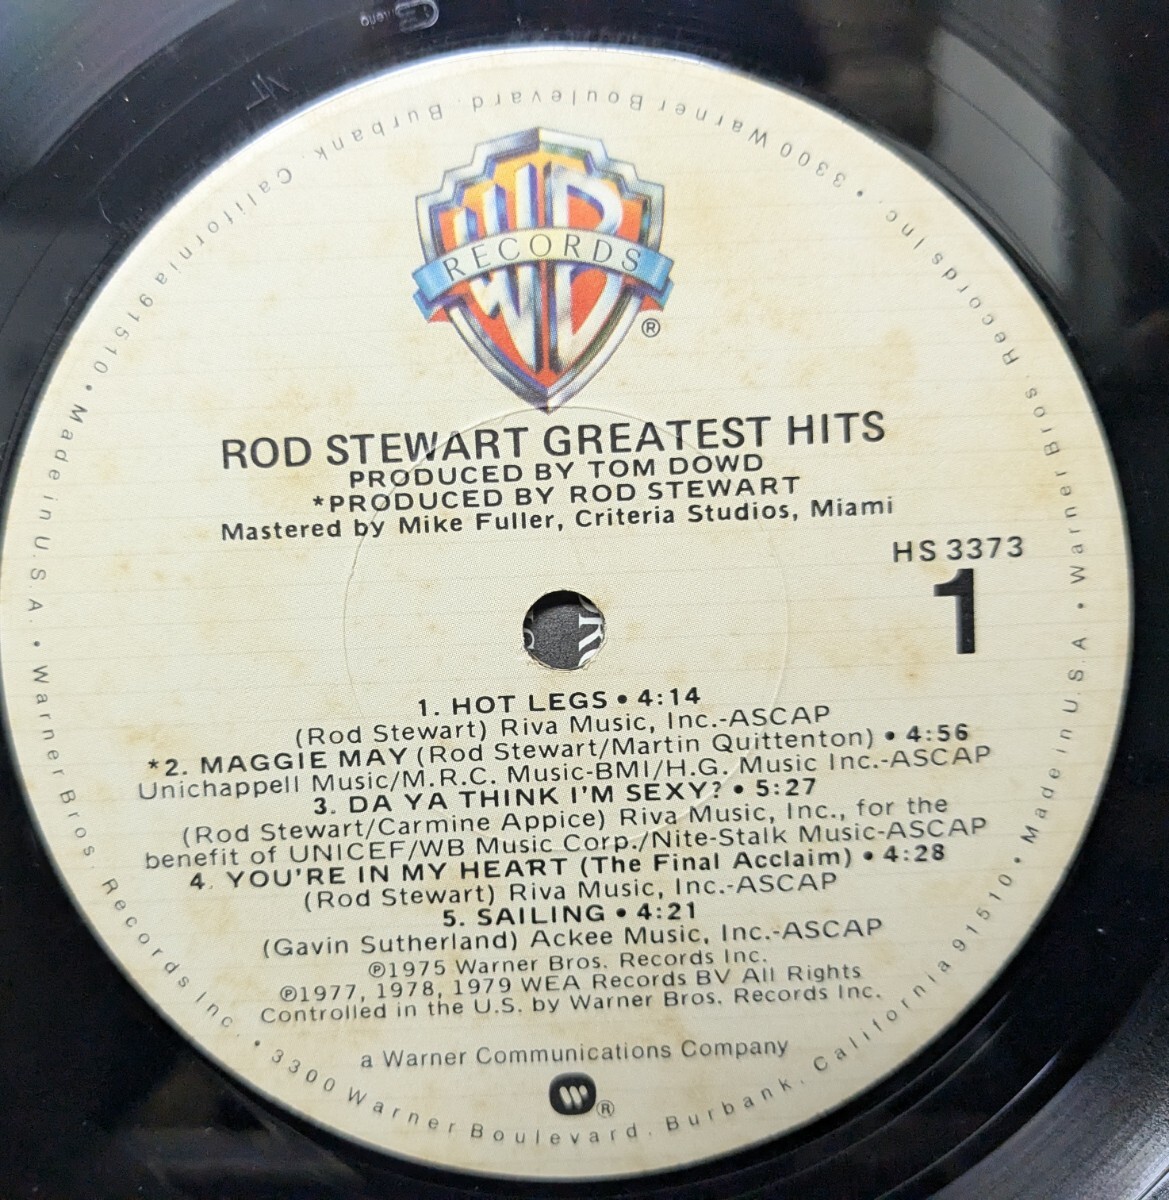 WB
RECORDS
®
ROD STEWART GREATEST HITS
PRODUCED BY TOM DOWD
*PRODUCED BY ROD STEWART
Mastered by Mike Fuller, Criteria Studios, Miami
HS 3373
1
1. HOT LEGS • 4:14
(Rod Stewart) Riva Music, Inc.-ASCAP
*2. MAGGIE MAY (Rod Stewart/Martin Quittenton) • 4:56
Unichappell Music/M.R.C. Music-BMI/H.G. Music Inc.-ASCAP
3. DA YA THINK I'M SEXY? • 5:27
(Rod Stewart/Carmine Appice) Riva Music, Inc., for the
benefit of UNICEF/WB Music Corp./Nite-Stalk Music-ASCAP
4. YOU'RE IN MY HEART (The Final Acclaim) • 4:28
(Rod Stewart) Riva Music, Inc.-ASCAP
5. SAILING • 4:21
(Gavin Sutherland) Ackee Music, Inc.-ASCAP
℗1975 Warner Bros. Records Inc.
℗1977, 1978, 1979 WEA Records BV All Rights
Controlled in the U.S. by Warner Bros. Records Inc.
a Warner Communications Company
®
Warner Bros. Records Inc. • 3300 Warner Boulevard, Burbank, California 91510 • Made in U.S.A. •
Warner Bros. Records Inc. • 3300 Warner Boulevard, Burbank, California 91510 • Made in U.S.A. •